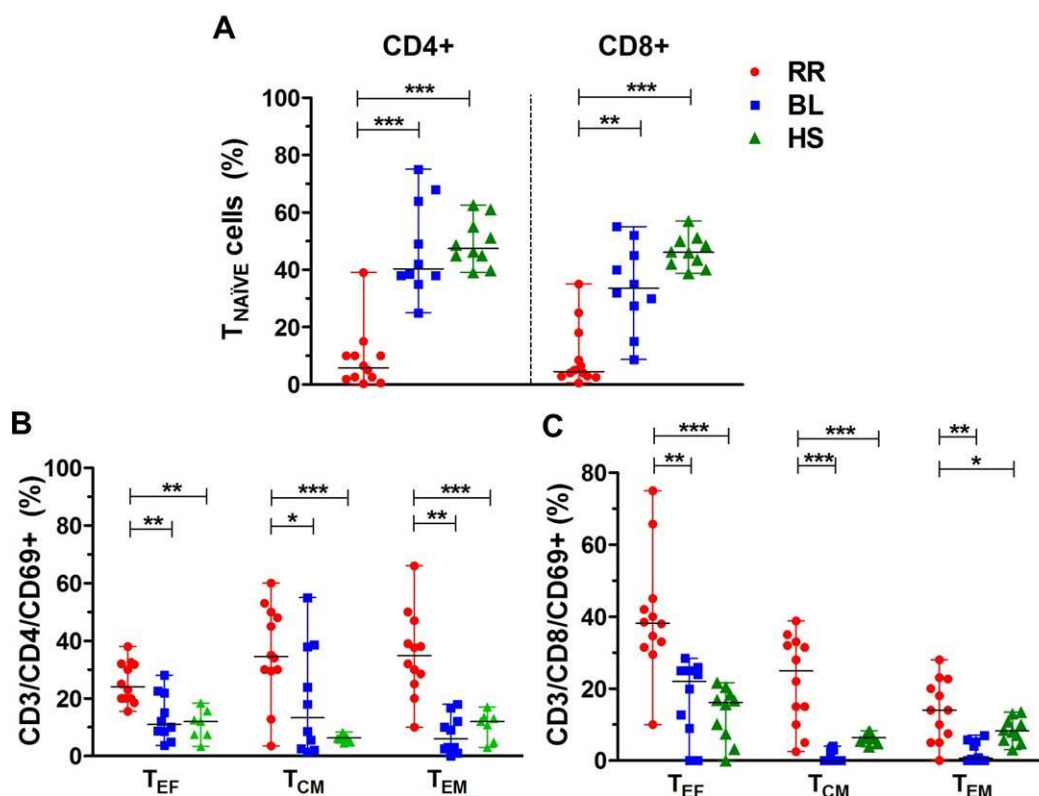 A
CD4+ CD8+
RR
BL
HS
*** ***
*** **
TNAÏVE cells (%)
100
80
60
40
20
0
B
CD3/CD4/CD69+ (%)
100
80
60
40
20
0
** *** ***
** * **
TEF TCM TEM
C
CD3/CD8/CD69+ (%)
80
60
40
20
0
*** *** **
** *** *
TEF TCM TEM